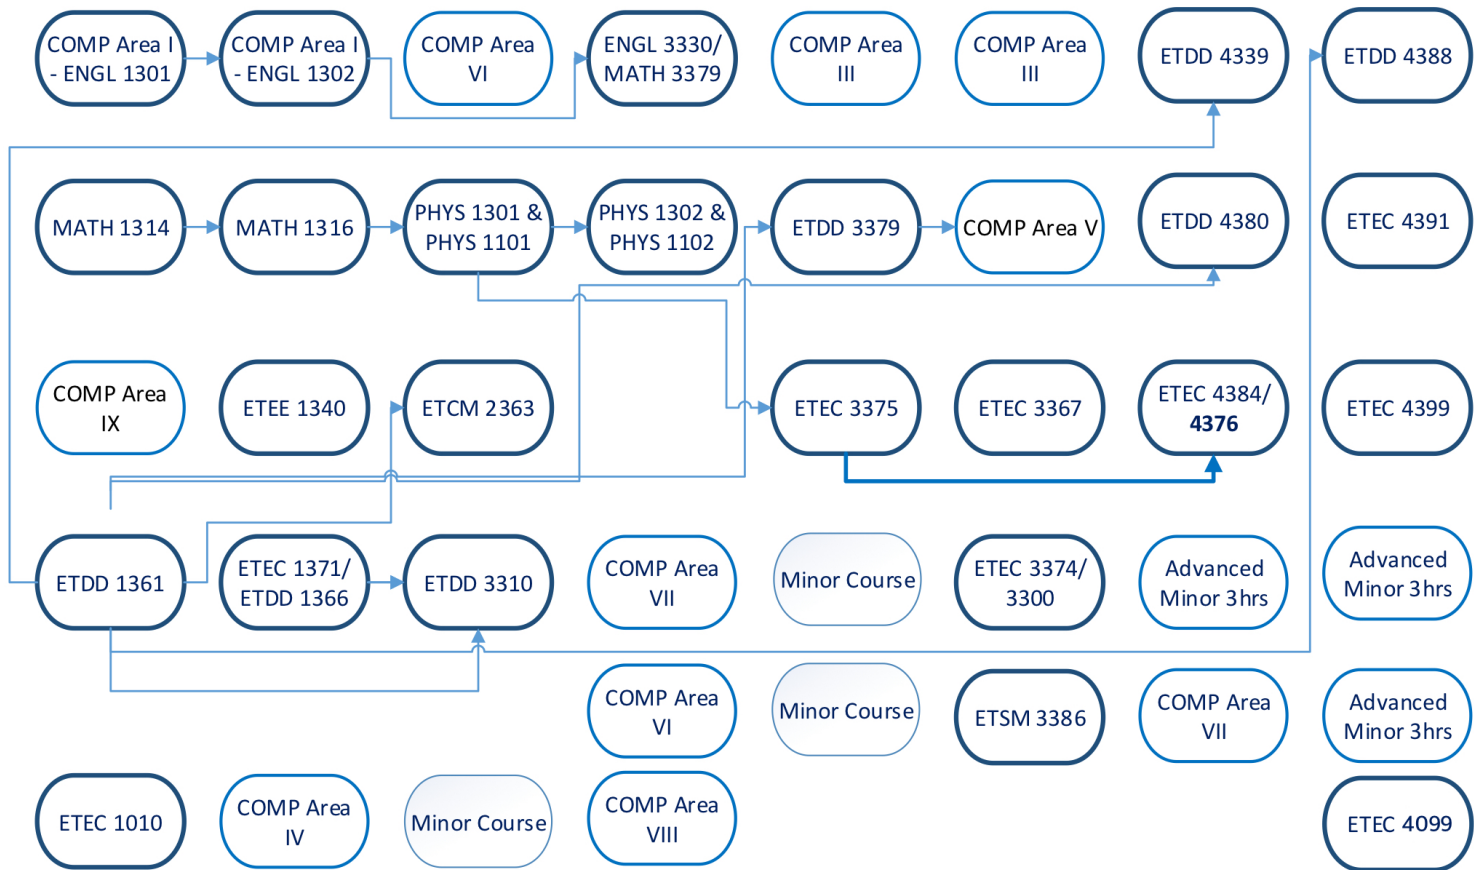 COMP Area I
- ENGL 1301
COMP Area I
- ENGL 1302
COMP Area
VI
ENGL 3330/
MATH 3379
COMP Area
III
COMP Area
III
ETDD 4339
ETDD 4388
MATH 1314
MATH 1316
PHYS 1301 &
PHYS 1101
PHYS 1302 &
PHYS 1102
ETDD 3379
COMP Area V
ETDD 4380
ETEC 4391
COMP Area
IX
ETEE 1340
ETCM 2363
ETEC 3375
ETEC 3367
ETEC 4384/
4376
ETEC 4399
ETDD 1361
ETEC 1371/
ETDD 1366
ETDD 3310
COMP Area
VII
Minor Course
ETEC 3374/
3300
Advanced
Minor 3hrs
Advanced
Minor 3hrs
COMP Area
VI
Minor Course
ETSM 3386
COMP Area
VII
Advanced
Minor 3hrs
ETEC 1010
COMP Area
IV
Minor Course
COMP Area
VIII
ETEC 4099